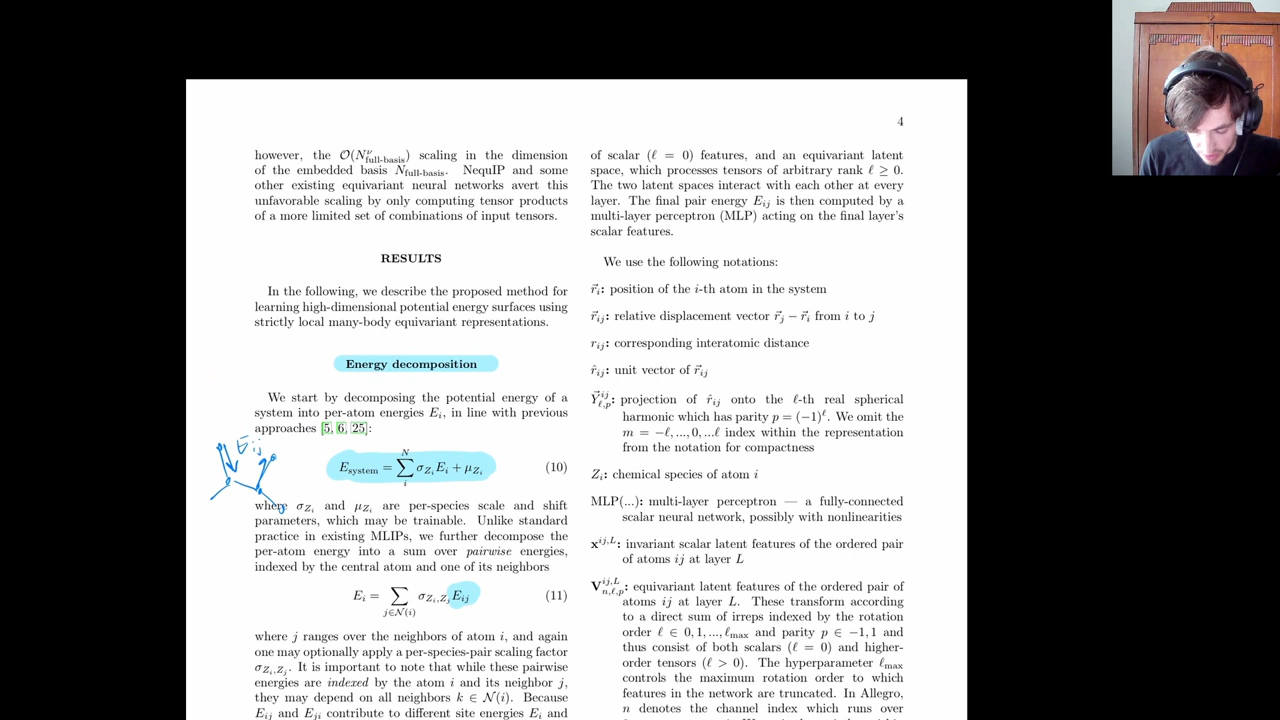 4
however, the O(N^ν_full-basis) scaling in the dimension
of the embedded basis N_full-basis. NequIP and some
other existing equivariant neural networks avert this
unfavorable scaling by only computing tensor products
of a more limited set of combinations of input tensors.
RESULTS
In the following, we describe the proposed method for
learning high-dimensional potential energy surfaces using
strictly local many-body equivariant representations.
Energy decomposition
We start by decomposing the potential energy of a
system into per-atom energies E_i, in line with previous
approaches [5, 6, 25]:
E_ij
E_system = ∑_i^N σ_{Z_i} E_i + μ_{Z_i} (10)
where σ_{Z_i} and μ_{Z_i} are per-species scale and shift
parameters, which may be trainable. Unlike standard
practice in existing MLIPs, we further decompose the
per-atom energy into a sum over pairwise energies,
indexed by the central atom and one of its neighbors
E_i = ∑_{j∈N(i)} σ_{Z_i,Z_j} E_ij (11)
where j ranges over the neighbors of atom i, and again
one may optionally apply a per-species-pair scaling factor
σ_{Z_i,Z_j}. It is important to note that while these pairwise
energies are indexed by the atom i and its neighbor j,
they may depend on all neighbors k ∈ N(i). Because
E_ij and E_ji contribute to different site energies E_i and
of scalar (ℓ = 0) features, and an equivariant latent
space, which processes tensors of arbitrary rank ℓ ≥ 0.
The two latent spaces interact with each other at every
layer. The final pair energy E_ij is then computed by a
multi-layer perceptron (MLP) acting on the final layer's
scalar features.
We use the following notations:
r⃗_i: position of the i-th atom in the system
r⃗_ij: relative displacement vector r⃗_j − r⃗_i from i to j
r_ij: corresponding interatomic distance
r̂_ij: unit vector of r⃗_ij
Y⃗^ij_{ℓ,p}: projection of r̂_ij onto the ℓ-th real spherical
harmonic which has parity p = (−1)^ℓ. We omit the
m = −ℓ, ..., 0, ...ℓ index within the representation
from the notation for compactness
Z_i: chemical species of atom i
MLP(...): multi-layer perceptron — a fully-connected
scalar neural network, possibly with nonlinearities
x^{ij,L}: invariant scalar latent features of the ordered pair
of atoms ij at layer L
V^{ij,L}_{n,ℓ,p}: equivariant latent features of the ordered pair of
atoms ij at layer L. These transform according
to a direct sum of irreps indexed by the rotation
order ℓ ∈ 0, 1, ..., ℓ_max and parity p ∈ −1, 1 and
thus consist of both scalars (ℓ = 0) and higher-
order tensors (ℓ > 0). The hyperparameter ℓ_max
controls the maximum rotation order to which
features in the network are truncated. In Allegro,
n denotes the channel index which runs over